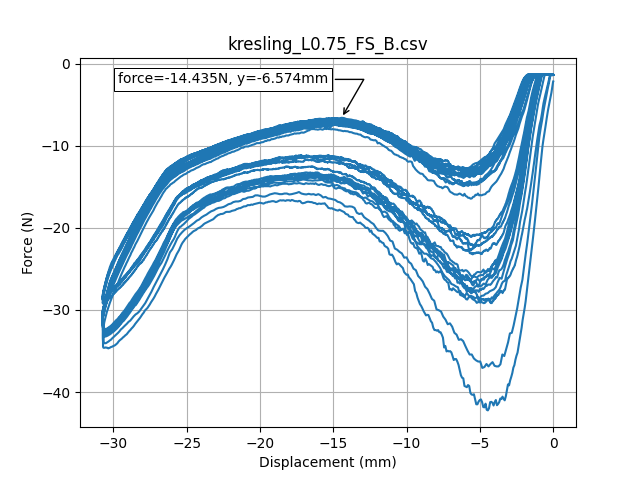 kresling_L0.75_FS_B.csv
force=-14.435N, y=-6.574mm
0
−10
−20
−30
−40
Force (N)
−30 −25 −20 −15 −10 −5 0
Displacement (mm)